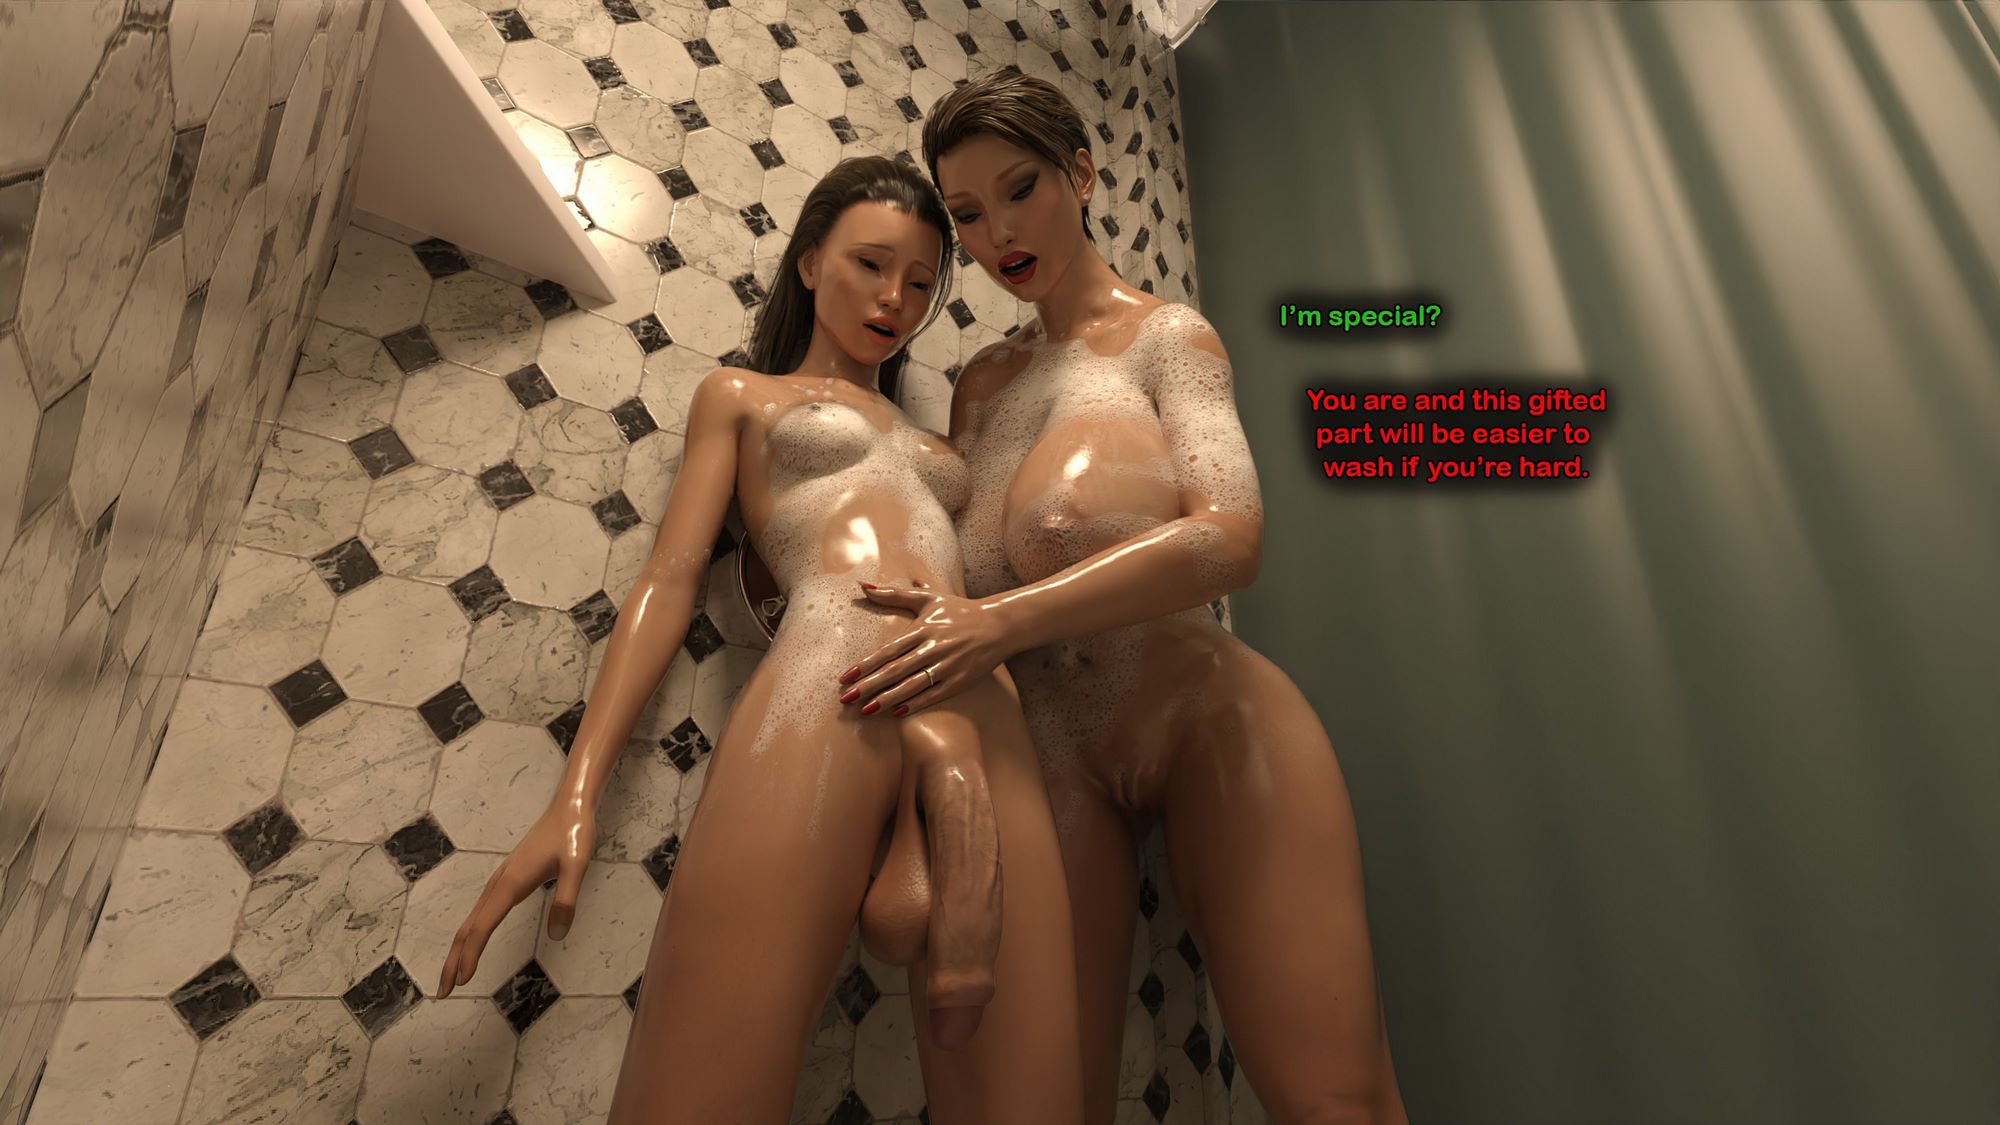 I'm special?
You are and this gifted
part will be easier to
wash if you're hard.